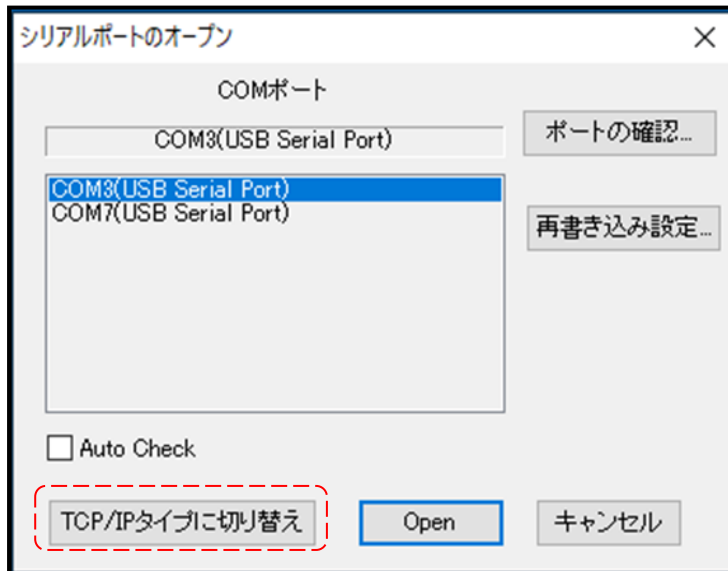 シリアルポートのオープン
COMポート
COM3(USB Serial Port)
ポートの確認...
COM3(USB Serial Port)
COM7(USB Serial Port)
再書き込み設定...
Auto Check
TCP/IPタイプに切り替え
Open
キャンセル